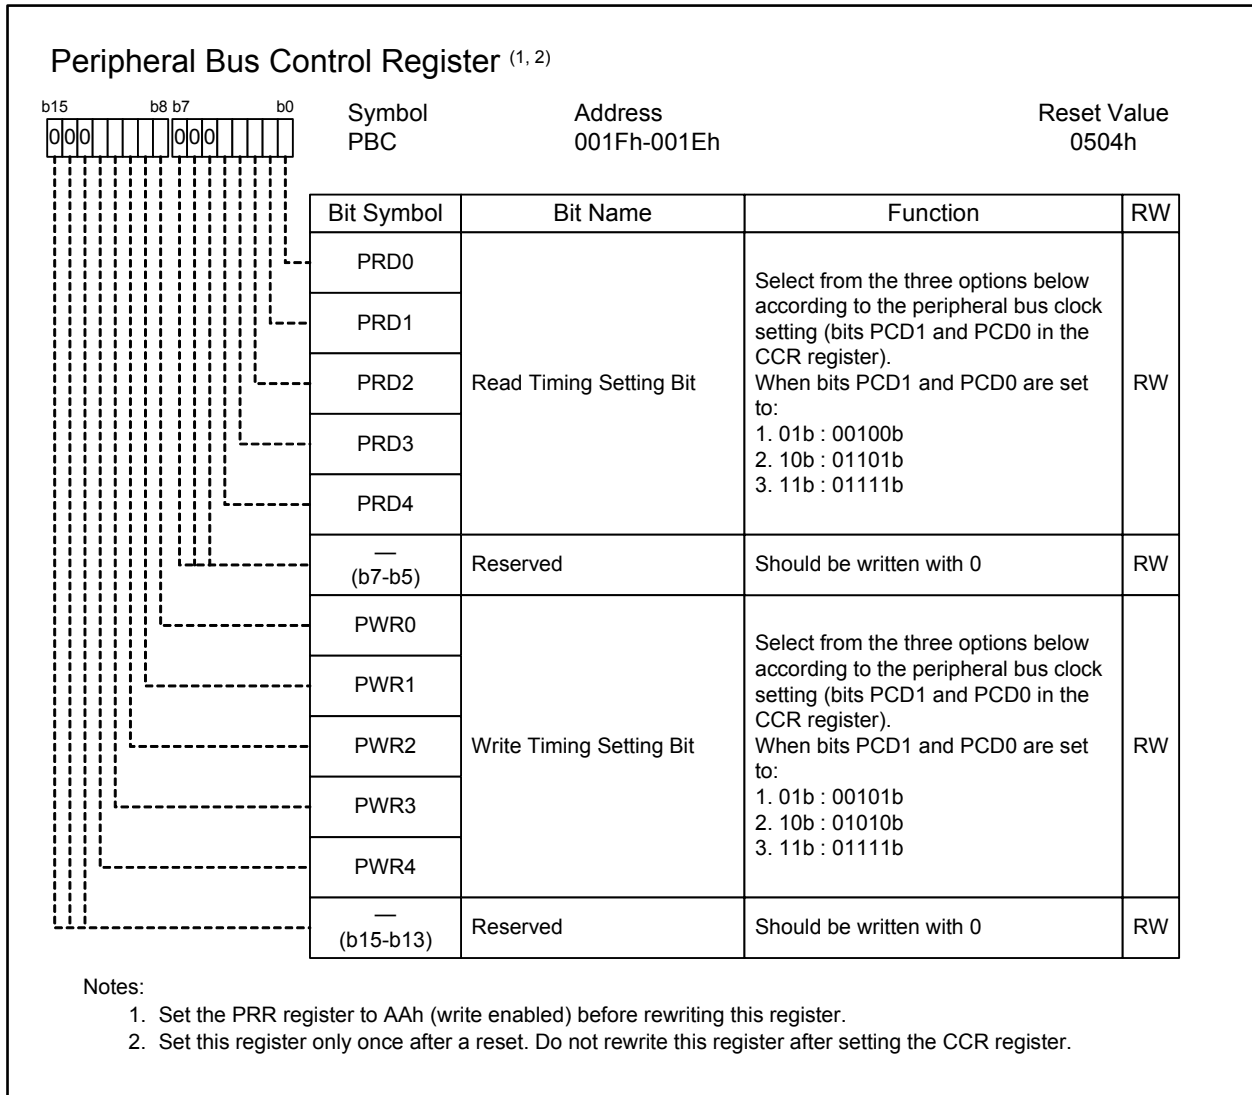 Peripheral Bus Control Register (1, 2)
b15 b8 b7 b0
0 0 0 0 0 0
Symbol Address Reset Value
PBC 001Fh-001Eh 0504h
Bit Symbol Bit Name Function RW
PRD0
PRD1
PRD2
PRD3
PRD4
Read Timing Setting Bit
Select from the three options below
according to the peripheral bus clock
setting (bits PCD1 and PCD0 in the
CCR register).
When bits PCD1 and PCD0 are set
to:
1. 01b : 00100b
2. 10b : 01101b
3. 11b : 01111b
RW
—
(b7-b5)
Reserved Should be written with 0 RW
PWR0
PWR1
PWR2
PWR3
PWR4
Write Timing Setting Bit
Select from the three options below
according to the peripheral bus clock
setting (bits PCD1 and PCD0 in the
CCR register).
When bits PCD1 and PCD0 are set
to:
1. 01b : 00101b
2. 10b : 01010b
3. 11b : 01111b
RW
—
(b15-b13)
Reserved Should be written with 0 RW
Notes:
1. Set the PRR register to AAh (write enabled) before rewriting this register.
2. Set this register only once after a reset. Do not rewrite this register after setting the CCR register.